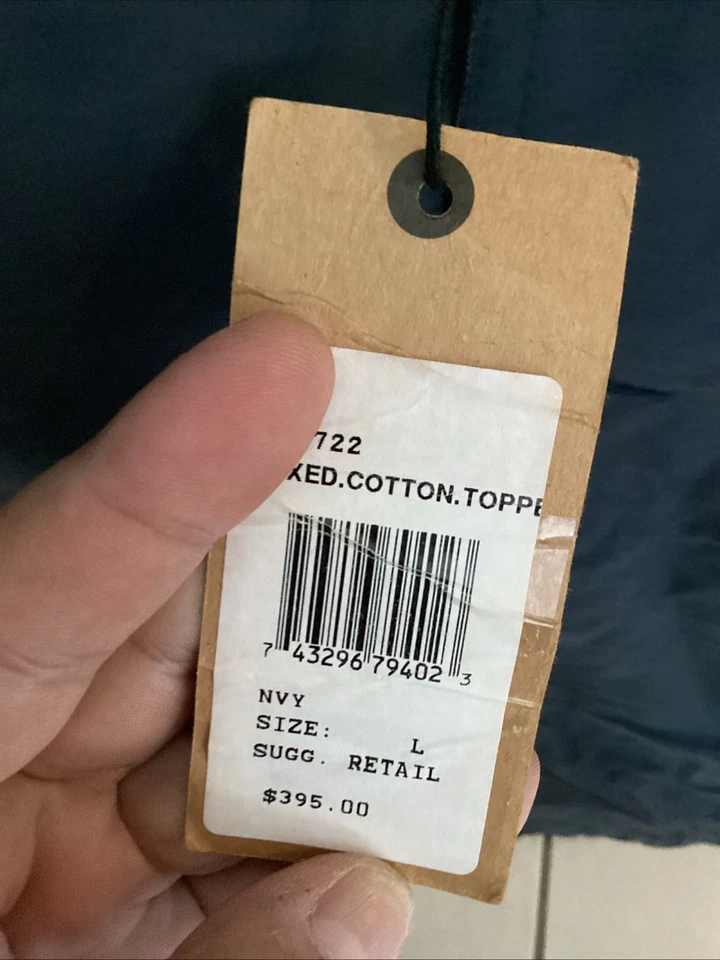 722
XED.COTTON.TOPPE
7 43296 79402 3
NVY
SIZE: L
SUGG. RETAIL
$395.00